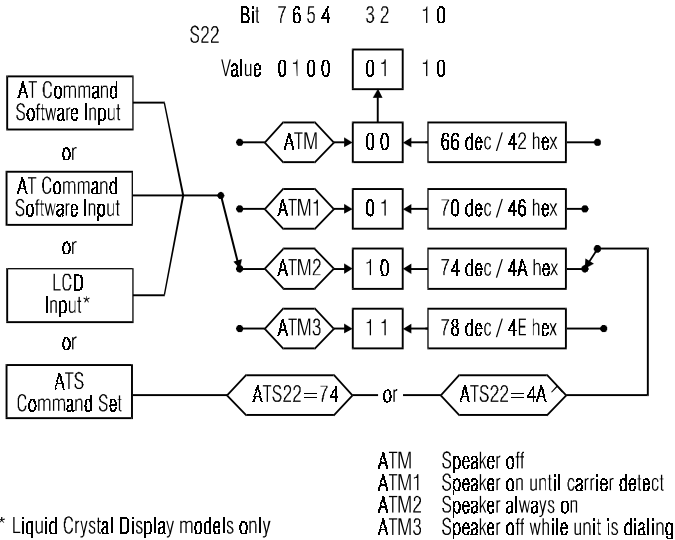 Bit 7 6 5 4 3 2 1 0
S22
Value 0 1 0 0 0 1 1 0
AT Command
Software Input
or
AT Command
Software Input
or
LCD
Input*
or
ATS
Command Set
ATM 0 0 66 dec / 42 hex
ATM1 0 1 70 dec / 46 hex
ATM2 1 0 74 dec / 4A hex
ATM3 1 1 78 dec / 4E hex
ATS22=74 or ATS22=4A
ATM Speaker off
ATM1 Speaker on until carrier detect
ATM2 Speaker always on
ATM3 Speaker off while unit is dialing
* Liquid Crystal Display models only